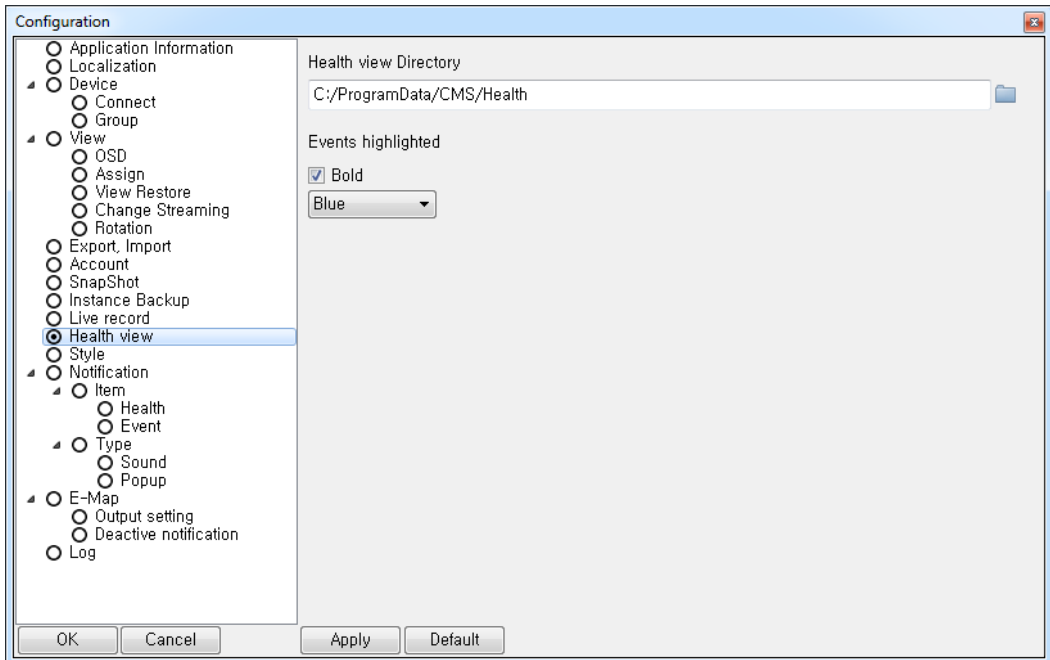 Configuration
Application Information
Localization
Device
Connect
Group
View
OSD
Assign
View Restore
Change Streaming
Rotation
Export, Import
Account
SnapShot
Instance Backup
Live record
Health view
Style
Notification
Item
Health
Event
Type
Sound
Popup
E-Map
Output setting
Deactive notification
Log
Health view Directory
C:/ProgramData/CMS/Health
Events highlighted
Bold
Blue
OK Cancel Apply Default